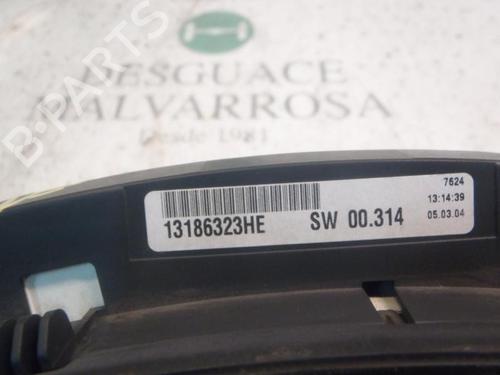 DESGUACE
MALVARROSA
Desde 1981
B-PARTS
7624
13:14:39
13186323HE SW 00.314 05.03.04